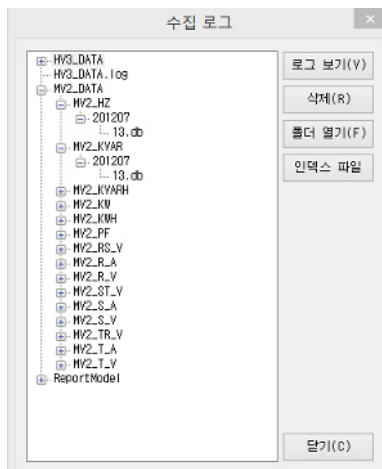 수집 로그
HV3_DATA
HV3_DATA.log
MV2_DATA
MV2_HZ
201207
13.db
MV2_KVAR
201207
13.db
MV2_KVARH
MV2_KW
MV2_KWH
MV2_PF
MV2_RS_V
MV2_R_A
MV2_R_V
MV2_ST_V
MV2_S_A
MV2_S_V
MV2_TR_V
MV2_T_A
MV2_T_V
ReportModel
로그 보기(V)
삭제(R)
폴더 열기(F)
인덱스 파일
닫기(C)